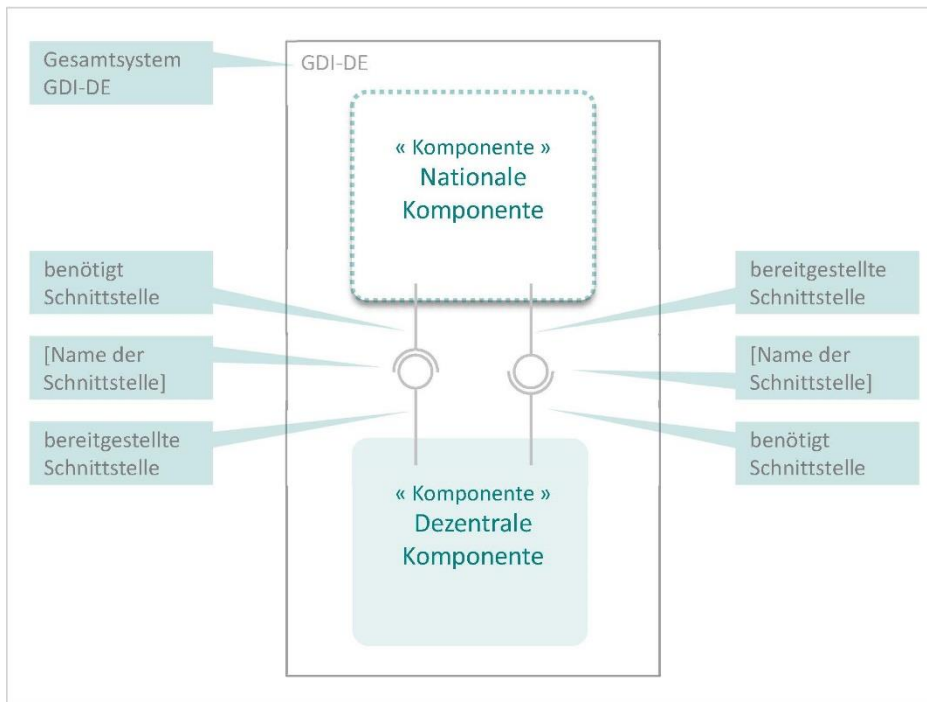 Gesamtsystem
GDI-DE
GDI-DE
« Komponente »
Nationale
Komponente
benötigt
Schnittstelle
[Name der
Schnittstelle]
bereitgestellte
Schnittstelle
bereitgestellte
Schnittstelle
[Name der
Schnittstelle]
benötigt
Schnittstelle
« Komponente »
Dezentrale
Komponente